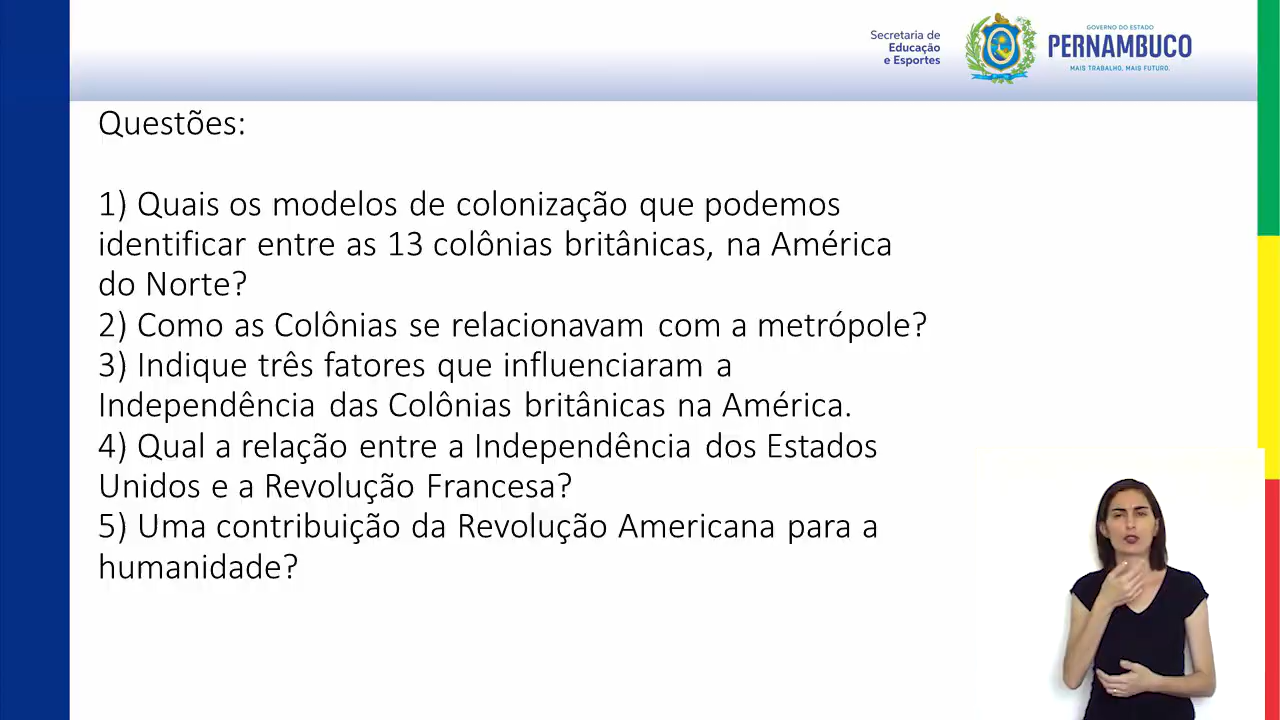 Secretaria de
Educação
e Esportes
GOVERNO DO ESTADO
PERNAMBUCO
MAIS TRABALHO, MAIS FUTURO.
Questões:
1) Quais os modelos de colonização que podemos
identificar entre as 13 colônias britânicas, na América
do Norte?
2) Como as Colônias se relacionavam com a metrópole?
3) Indique três fatores que influenciaram a
Independência das Colônias britânicas na América.
4) Qual a relação entre a Independência dos Estados
Unidos e a Revolução Francesa?
5) Uma contribuição da Revolução Americana para a
humanidade?